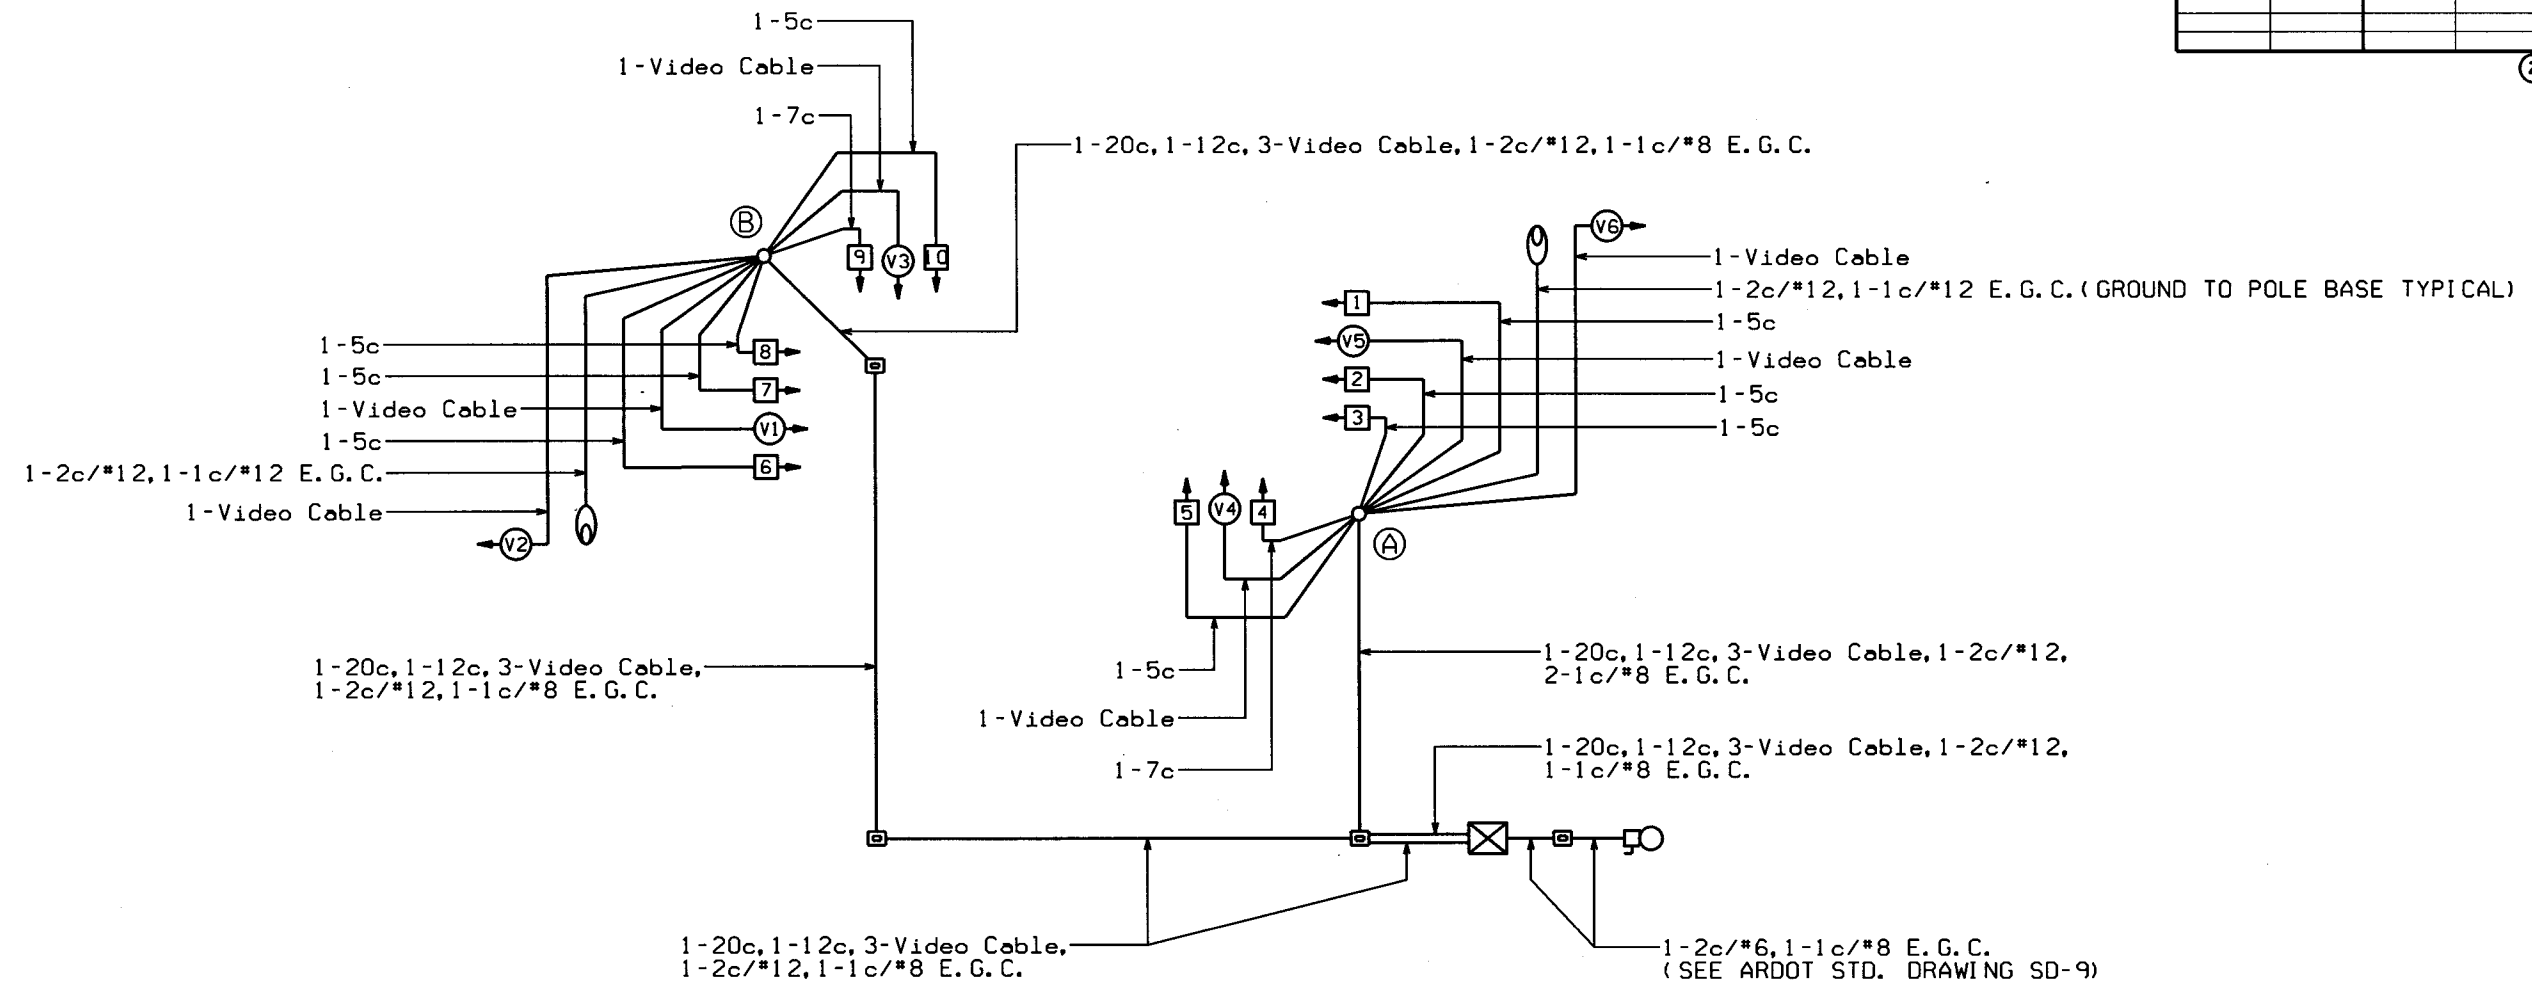 1-5c
1-Video Cable
1-7c
1-20c,1-12c,3-Video Cable,1-2c/#12,1-1c/#8 E.G.C.
B
9
V3
10
V6
1-Video Cable
1-2c/#12,1-1c/#12 E.G.C.(GROUND TO POLE BASE TYPICAL)
1
1-5c
V5
1-Video Cable
2
1-5c
3
1-5c
1-5c
8
1-5c
7
1-Video Cable
V1
1-5c
6
1-2c/#12,1-1c/#12 E.G.C.
1-Video Cable
V2
5
V4
4
A
1-20c,1-12c,3-Video Cable,
1-2c/#12,1-1c/#8 E.G.C.
1-5c
1-Video Cable
1-7c
1-20c,1-12c,3-Video Cable,1-2c/#12,
2-1c/#8 E.G.C.
1-20c,1-12c,3-Video Cable,1-2c/#12,
1-1c/#8 E.G.C.
1-20c,1-12c,3-Video Cable,
1-2c/#12,1-1c/#8 E.G.C.
1-2c/#6,1-1c/#8 E.G.C.
(SEE ARDOT STD. DRAWING SD-9)